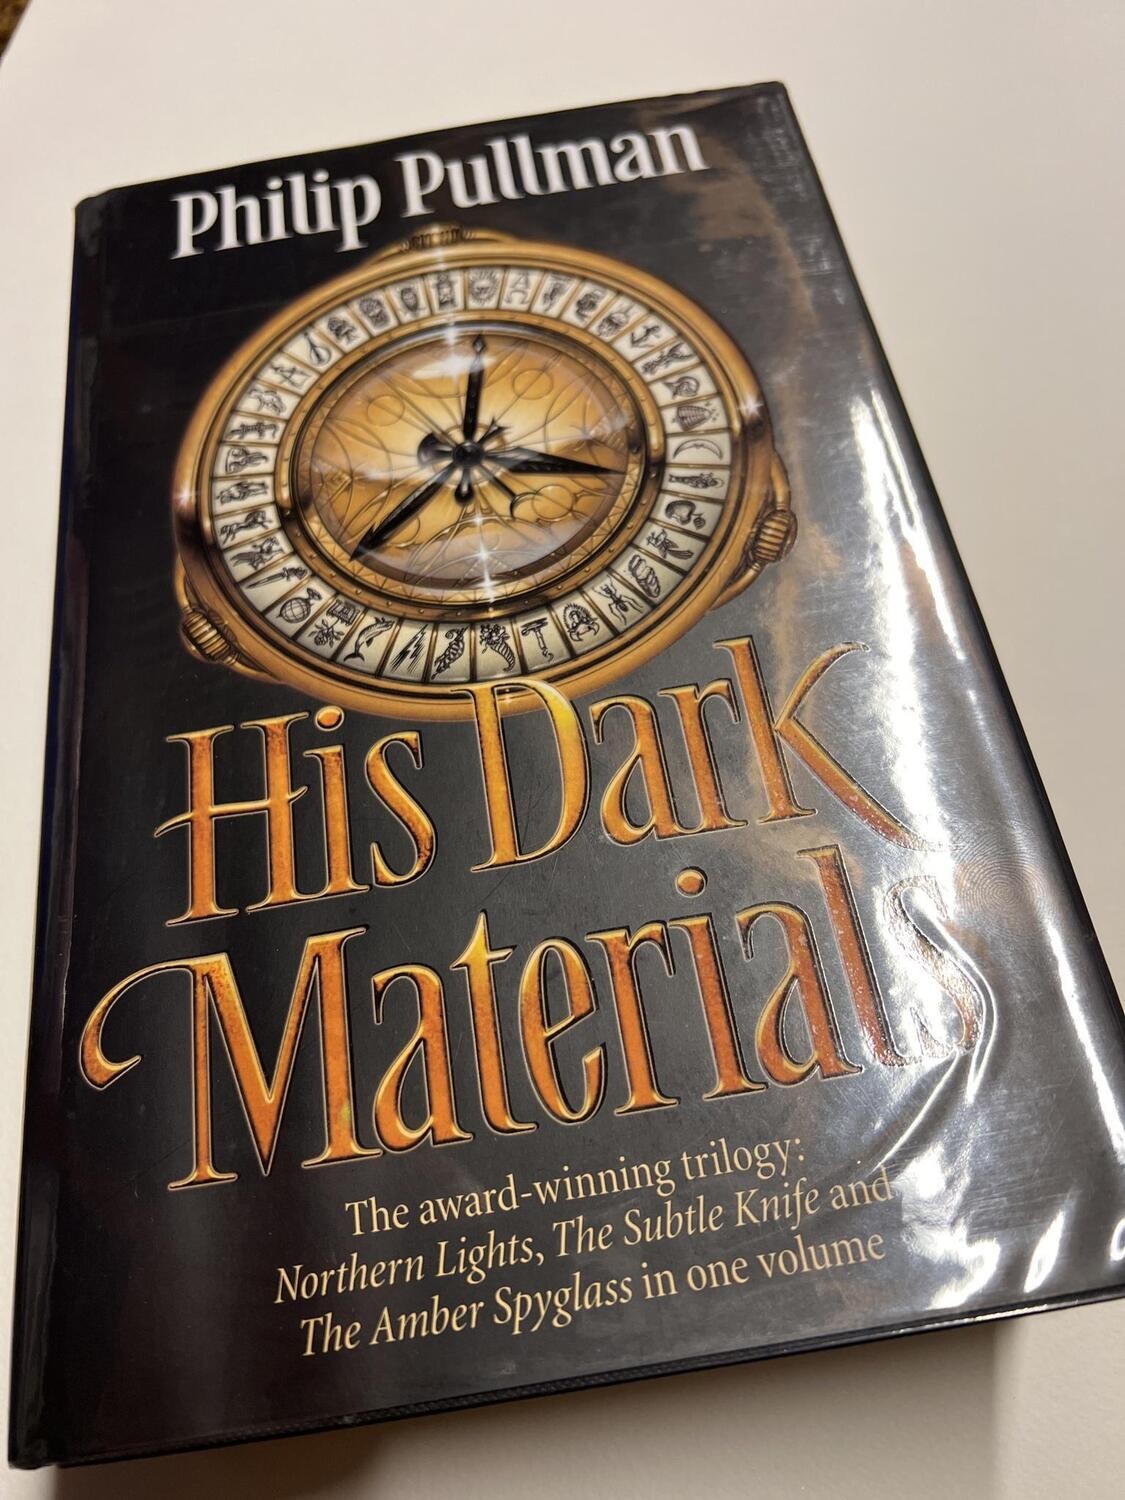 Philip Pullman
His Dark
Materials
The award-winning trilogy:
Northern Lights, The Subtle Knife and
The Amber Spyglass in one volume